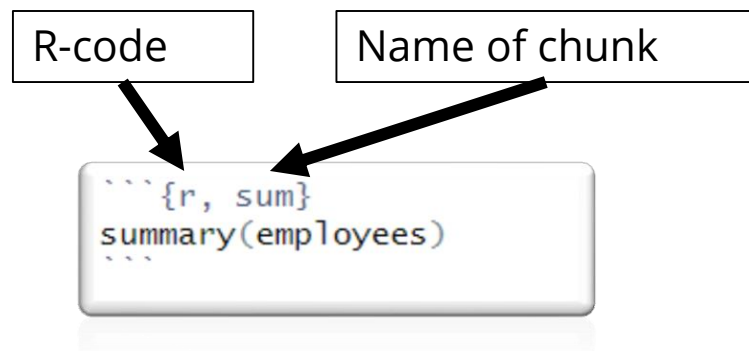 R-code
Name of chunk
```{r, sum}
summary(employees)
```